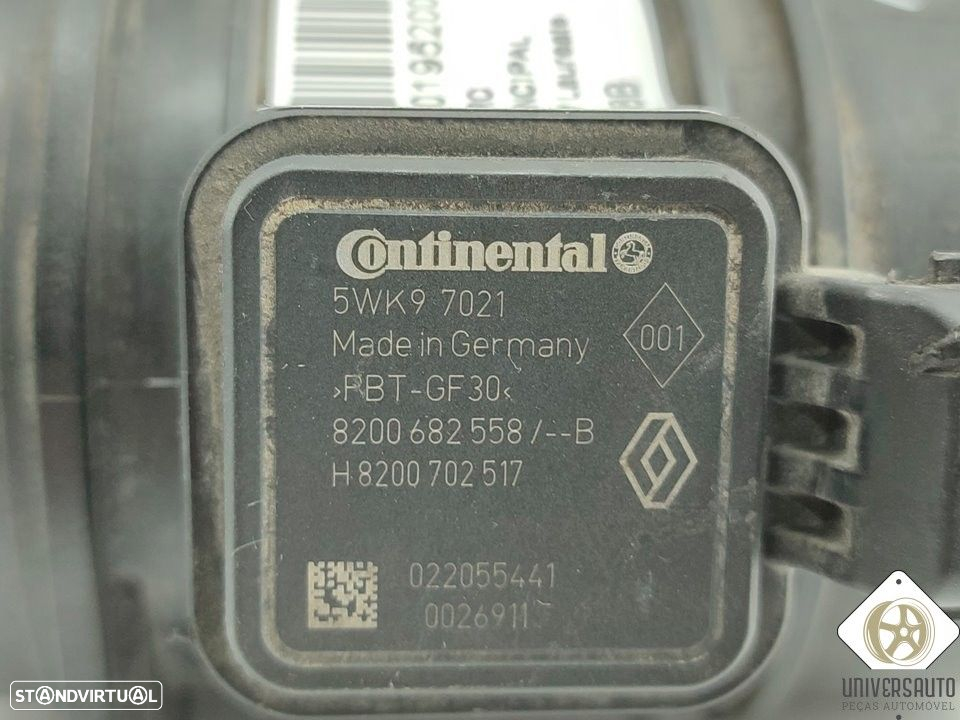 Continental
5WK9 7021
Made in Germany
001
>PBT-GF30<
8200 682 558 /--B
H 8200 702 517
022055441
0026911
STANDVIRTUAL
UNIVERSAUTO
PEÇAS AUTOMÓVEL